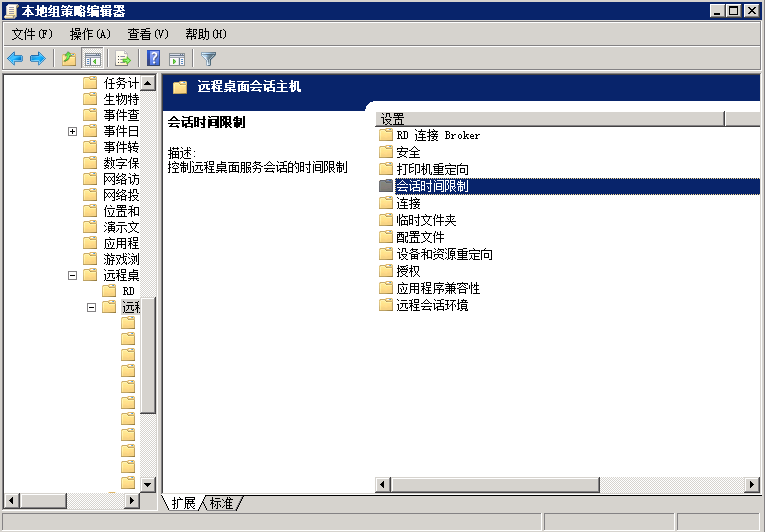 本地组策略编辑器
文件(F) 操作(A) 查看(V) 帮助(H)
任务计
生物特
事件查
事件日
事件转
数字保
网络访
网络投
位置和
演示文
应用程
游戏浏
远程桌
RD
远程
远程桌面会话主机
会话时间限制
描述:
控制远程桌面服务会话的时间限制
设置
RD 连接 Broker
安全
打印机重定向
会话时间限制
连接
临时文件夹
配置文件
设备和资源重定向
授权
应用程序兼容性
远程会话环境
扩展 标准